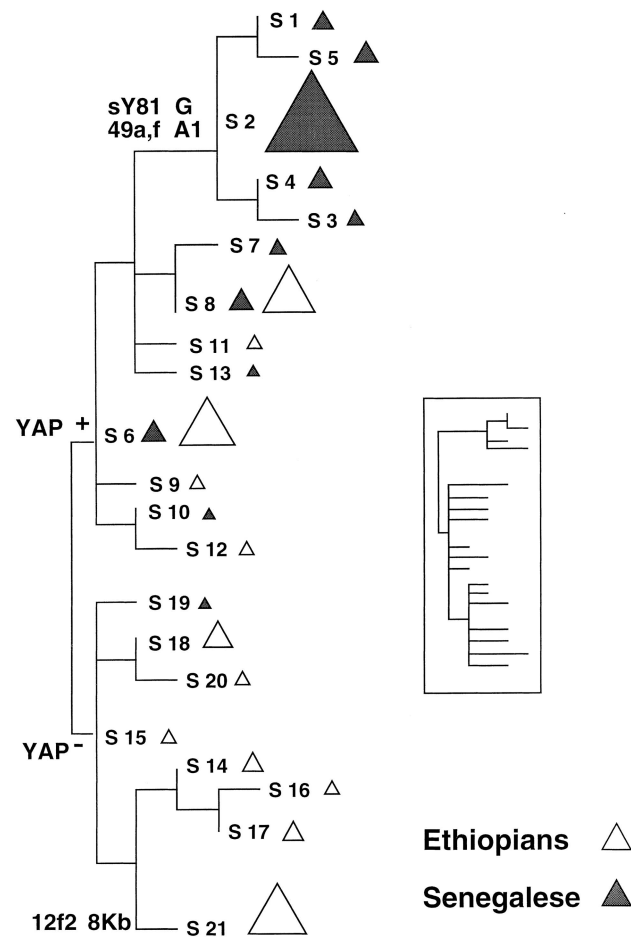 S 1
S 5
sY81 G
49a,f A1
S 2
S 4
S 3
S 7
S 8
S 11
S 13
YAP +
S 6
S 9
S 10
S 12
S 19
S 18
S 20
S 15
YAP -
S 14
S 16
S 17
Ethiopians
Senegalese
12f2 8Kb
S 21